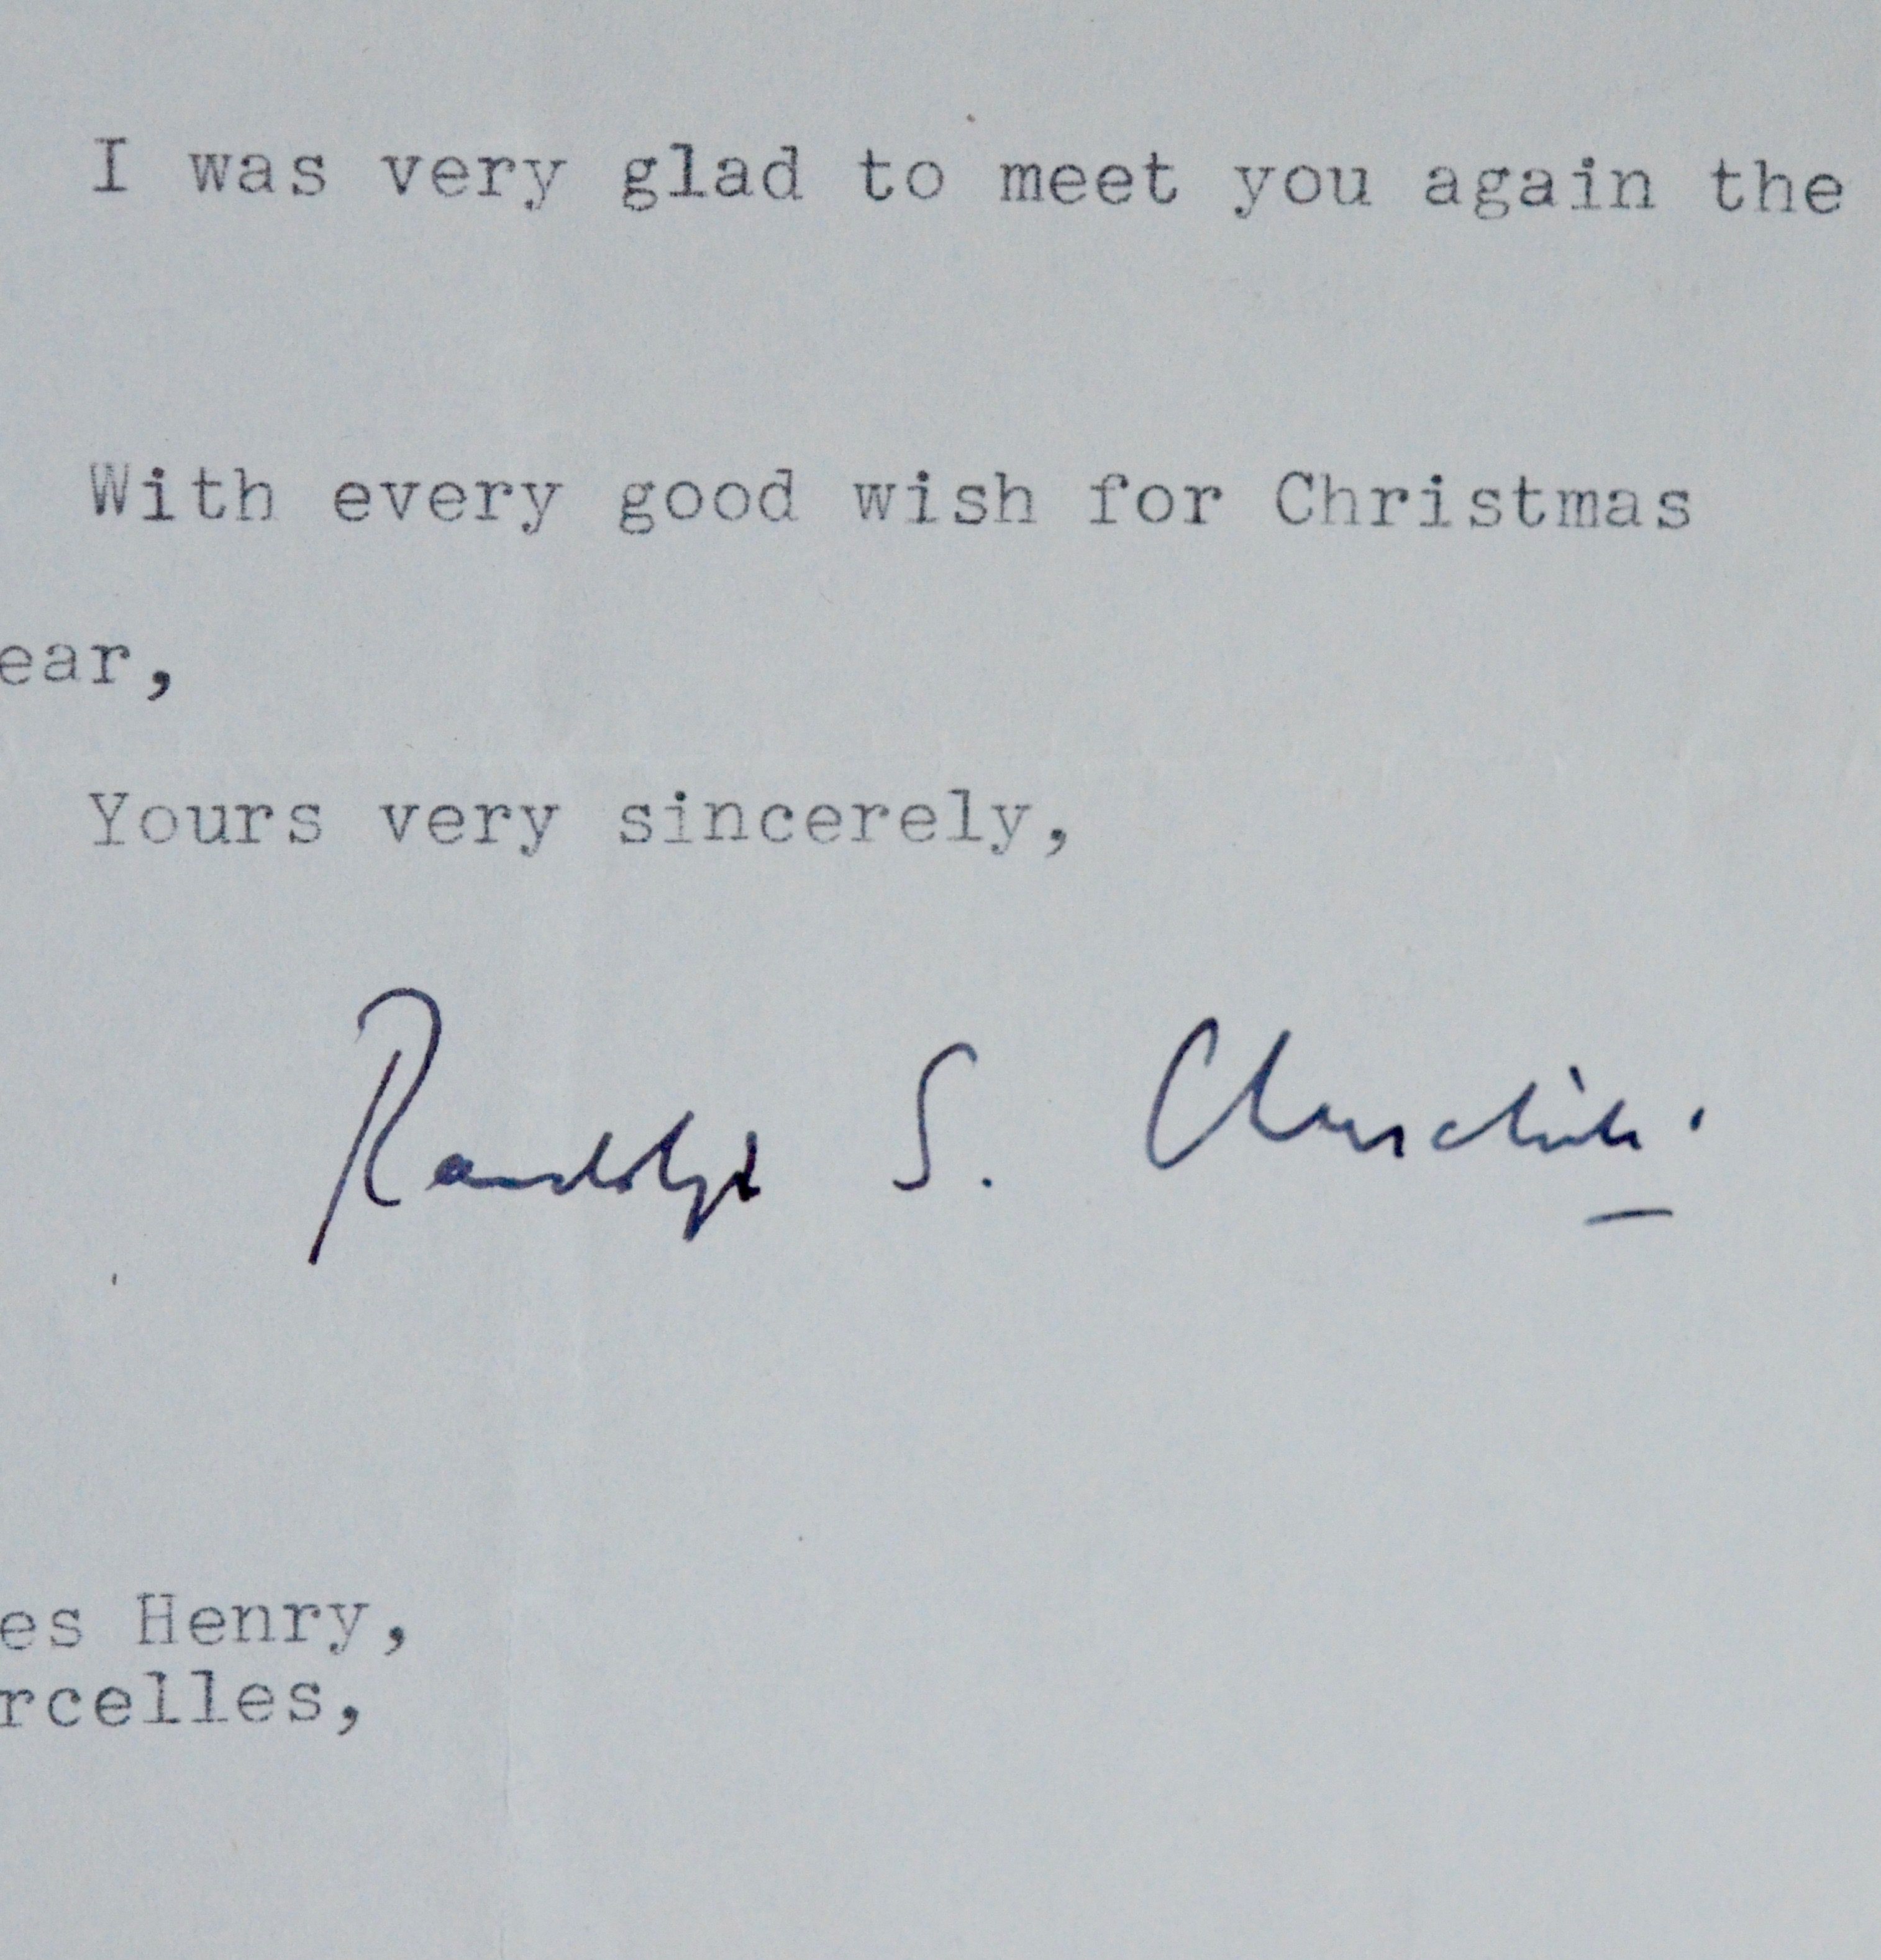 I was very glad to meet you again the
With every good wish for Christmas
ear,
Yours very sincerely,
Randolph S. Churchill.
es Henry,
rcelles,